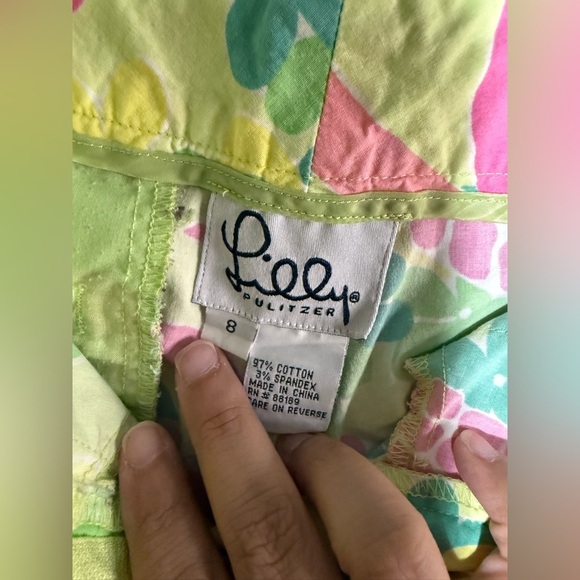 Lilly®
PULITZER
8
97% COTTON
3% SPANDEX
MADE IN CHINA
RN # 88189
CARE ON REVERSE